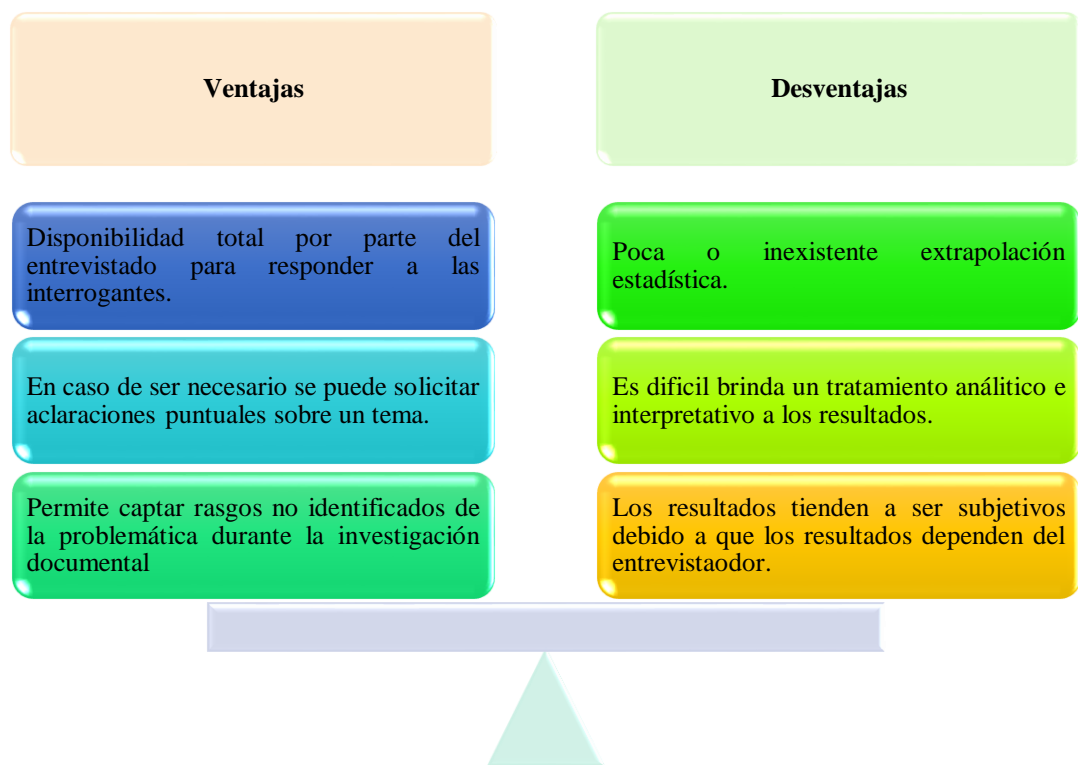 Ventajas
Desventajas
Disponibilidad total por parte del
entrevistado para responder a las
interrogantes.
En caso de ser necesario se puede solicitar
aclaraciones puntuales sobre un tema.
Permite captar rasgos no identificados de
la problemática durante la investigación
documental
Poca o inexistente extrapolación
estadística.
Es dificil brinda un tratamiento análitico e
interpretativo a los resultados.
Los resultados tienden a ser subjetivos
debido a que los resultados dependen del
entrevistaodor.